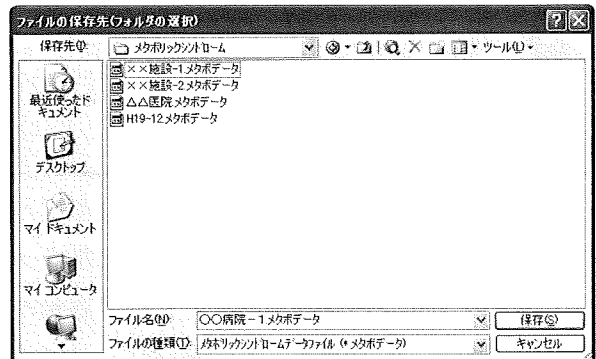 ファイルの保存先(フォルダの選択)
保存先(I):
メタボリックシンドローム
ツール(L)
××施設-1メタボデータ
××施設-2メタボデータ
△△医院メタボデータ
H19-12メタボデータ
最近使ったド
キュメント
デスクトップ
マイ ドキュメント
マイ コンピュータ
ファイル名(N):
〇〇病院-1メタボデータ
保存(S)
ファイルの種類(T):
メタボリックシンドロームデータファイル (*メタボデータ)
キャンセル